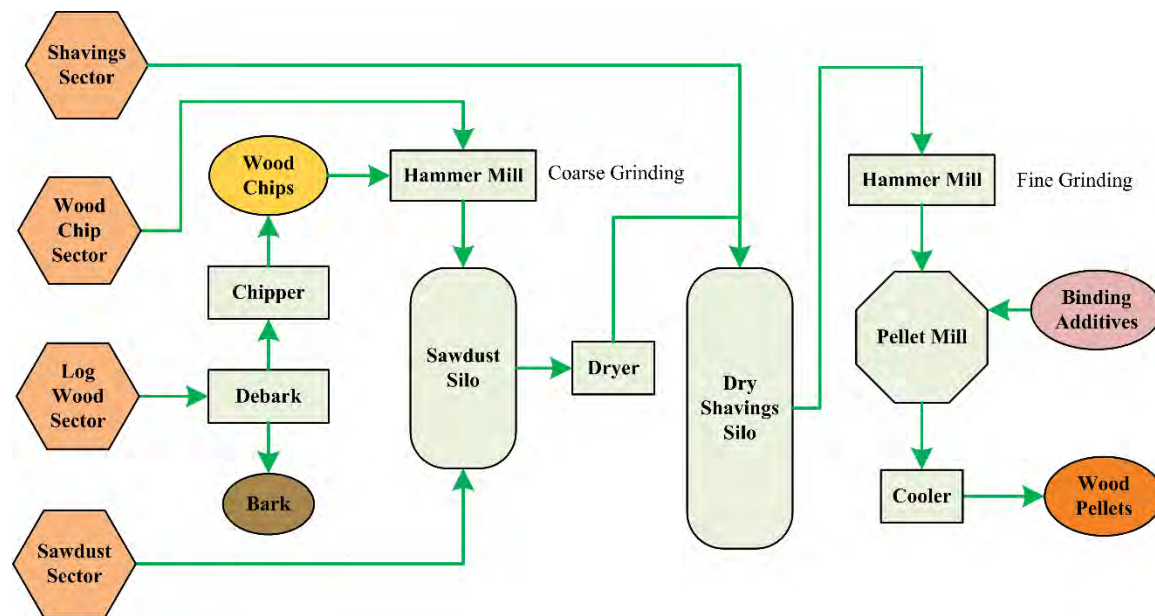 Shavings
Sector
Wood
Chip
Sector
Log
Wood
Sector
Sawdust
Sector
Wood
Chips
Chipper
Debark
Bark
Hammer Mill
Coarse Grinding
Sawdust
Silo
Dryer
Dry
Shavings
Silo
Hammer Mill
Fine Grinding
Pellet Mill
Binding
Additives
Cooler
Wood
Pellets